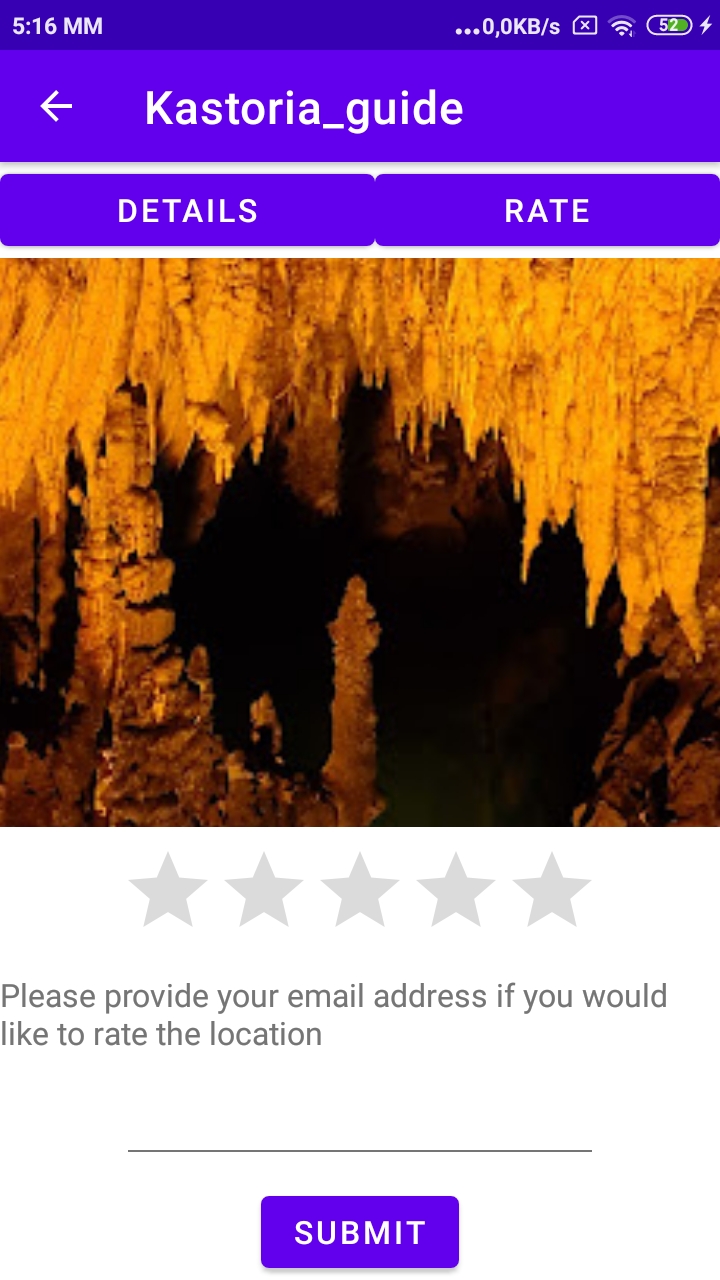 5:16 MM ...0,0KB/s 52
Kastoria_guide
DETAILS RATE
Please provide your email address if you would
like to rate the location
SUBMIT